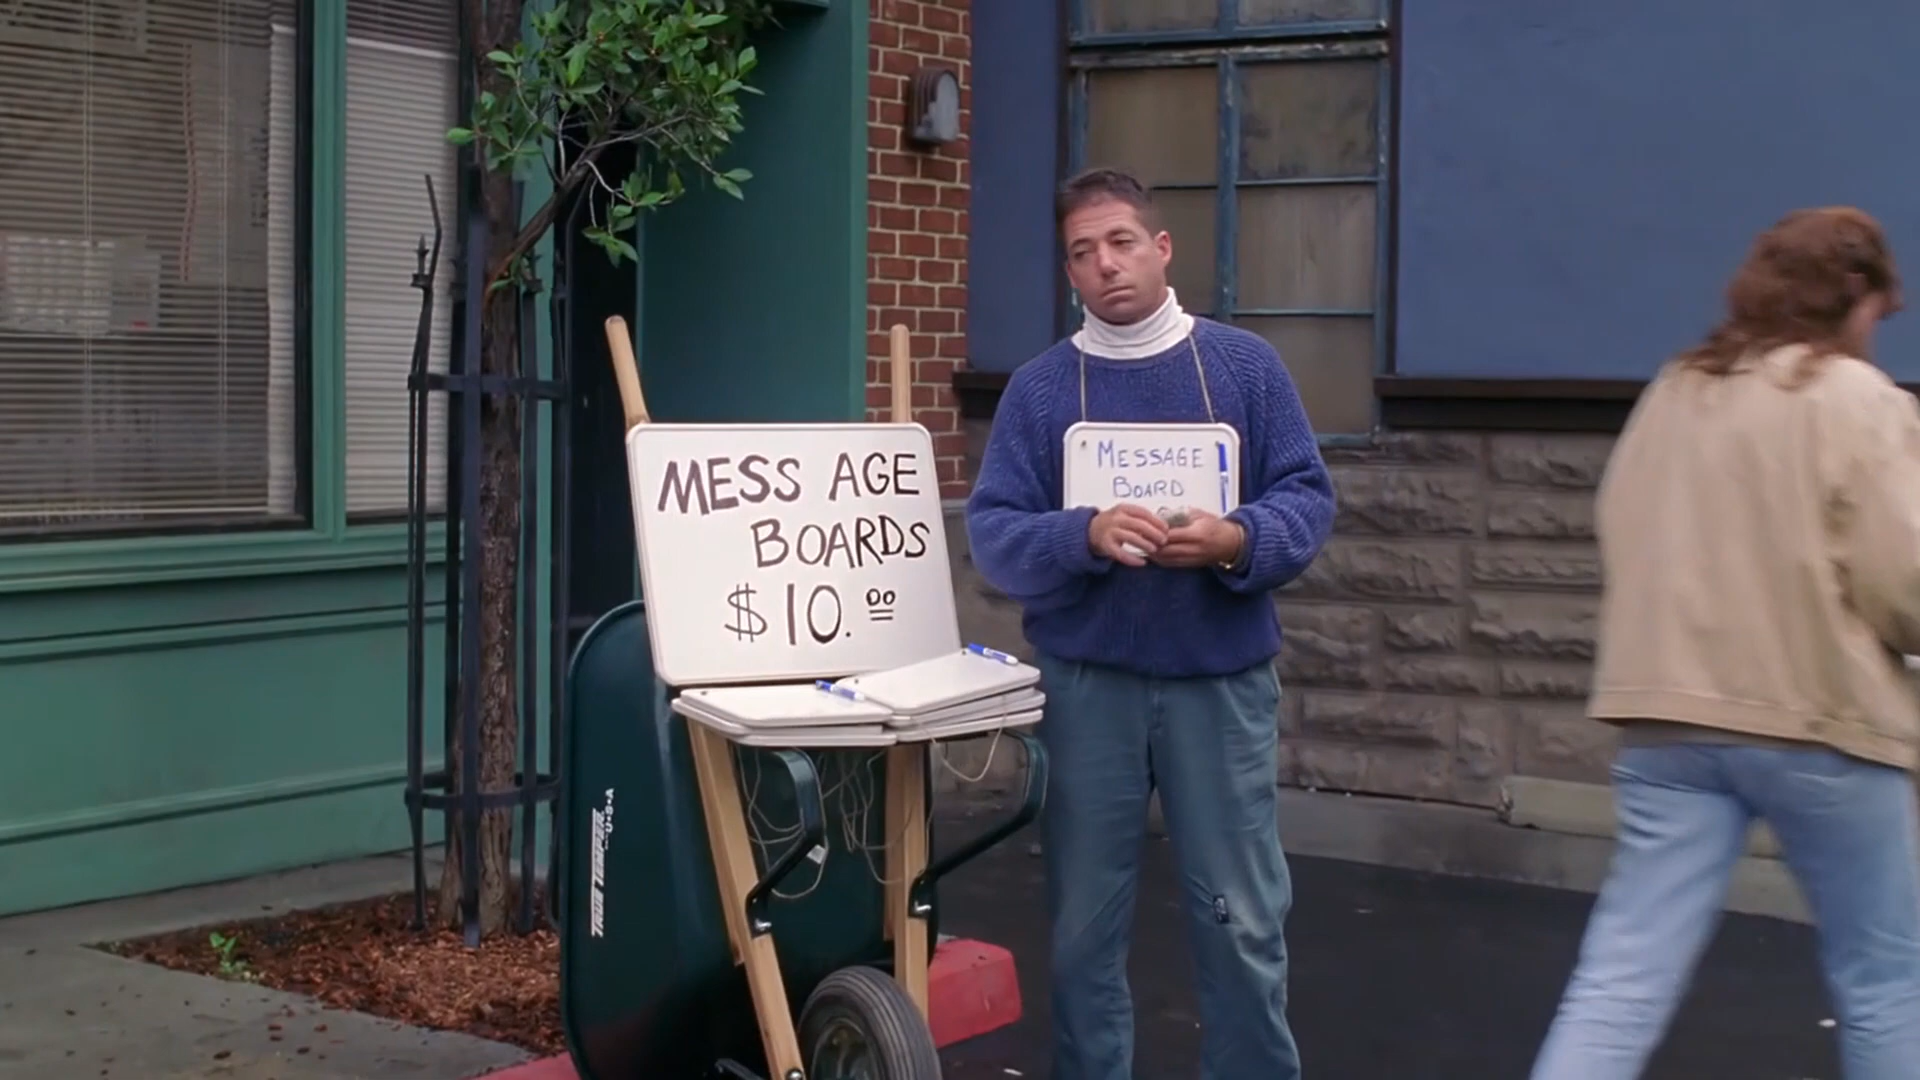 MESS AGE
BOARDS
$10.00
MESSAGE
BOARD
TRUE TEMPER
U•S•A